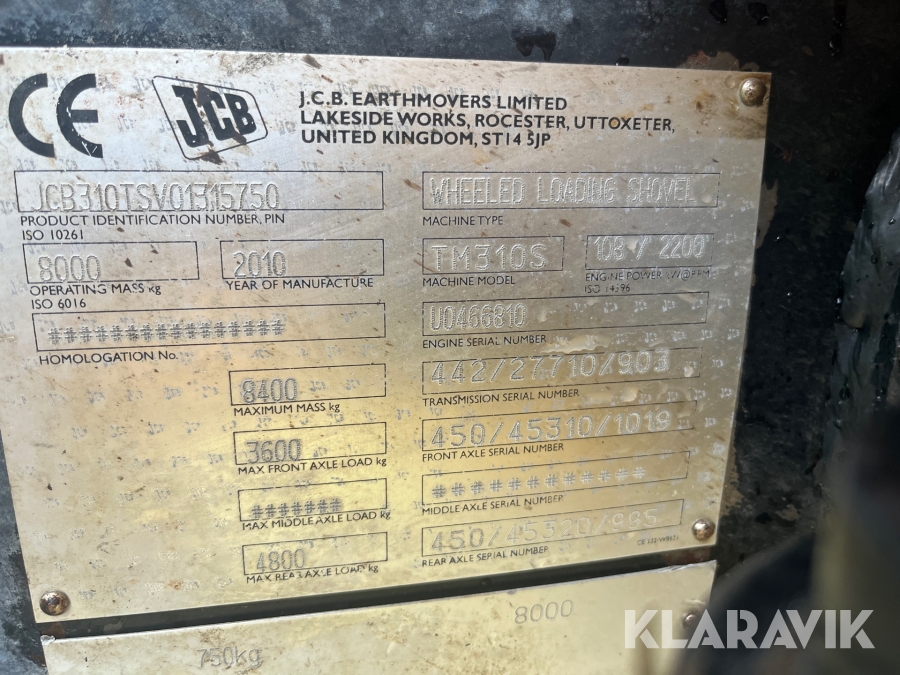 CE
JCB
J.C.B. EARTHMOVERS LIMITED
LAKESIDE WORKS, ROCESTER, UTTOXETER,
UNITED KINGDOM, ST14 5JP
JCB310TSV01315750
PRODUCT IDENTIFICATION NUMBER, PIN
ISO 10261
8000
OPERATING MASS kg
ISO 6016
2010
YEAR OF MANUFACTURE
###############
HOMOLOGATION No.
8400
MAXIMUM MASS kg
3600
MAX FRONT AXLE LOAD kg
#######
MAX MIDDLE AXLE LOAD kg
4800
MAX REAR AXLE LOAD kg
WHEELED LOADING SHOVEL
MACHINE TYPE
TM310S
MACHINE MODEL
108 / 2200
ENGINE POWER kW@RPM
ISO 14396
U0466810
ENGINE SERIAL NUMBER
442/27710/903
TRANSMISSION SERIAL NUMBER
450/45310/1019
FRONT AXLE SERIAL NUMBER
############
MIDDLE AXLE SERIAL NUMBER
450/45320/
REAR AXLE SERIAL NUMBER
8000
750kg
KLARAVIK